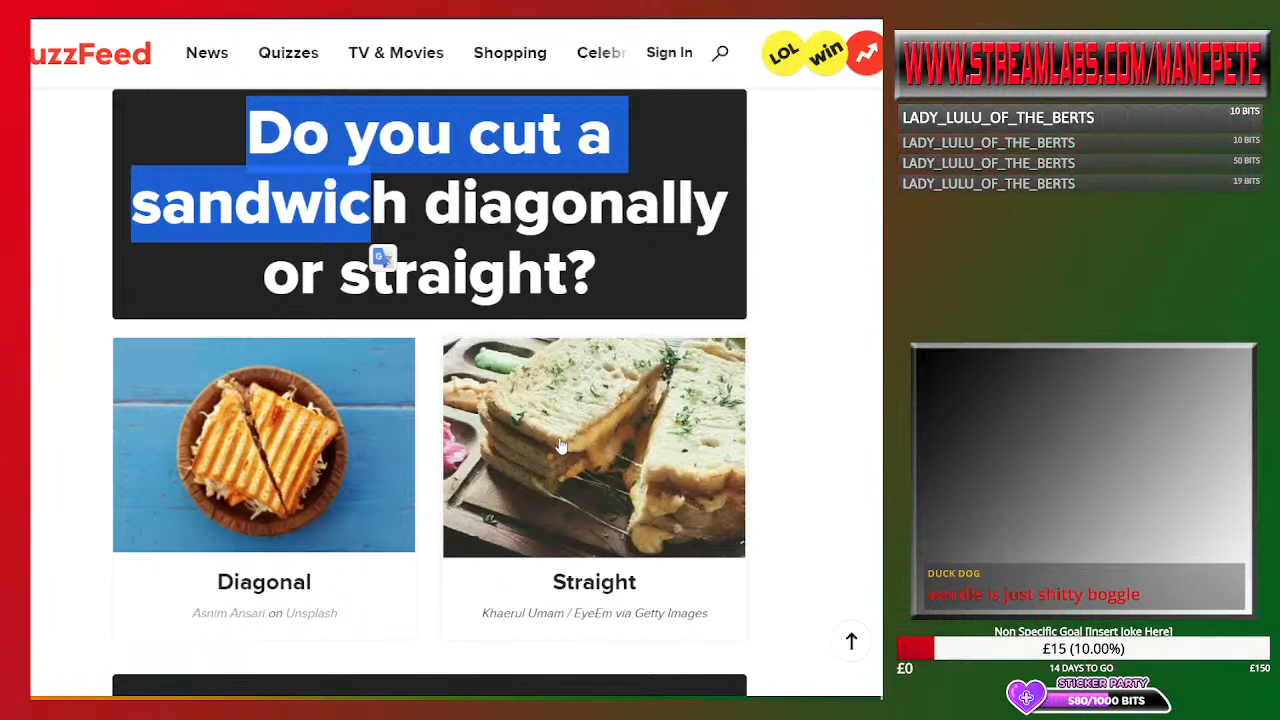 uzzFeed
News Quizzes TV & Movies Shopping Celebr Sign In
LOL win
Do you cut a
sandwich diagonally
or straight?
Diagonal
Asnim Ansari on Unsplash
Straight
Khaerul Umam / EyeEm via Getty Images
WWW.STREAMLABS.COM/MANCPETE
LADY_LULU_OF_THE_BERTS 10 BITS
LADY_LULU_OF_THE_BERTS 10 BITS
LADY_LULU_OF_THE_BERTS 50 BITS
LADY_LULU_OF_THE_BERTS 19 BITS
DUCK DOG
wordle is just shitty boggle
Non Specific Goal [Insert Joke Here]
£15 (10.00%)
£0 14 DAYS TO GO £150
STICKER PARTY
580/1000 BITS